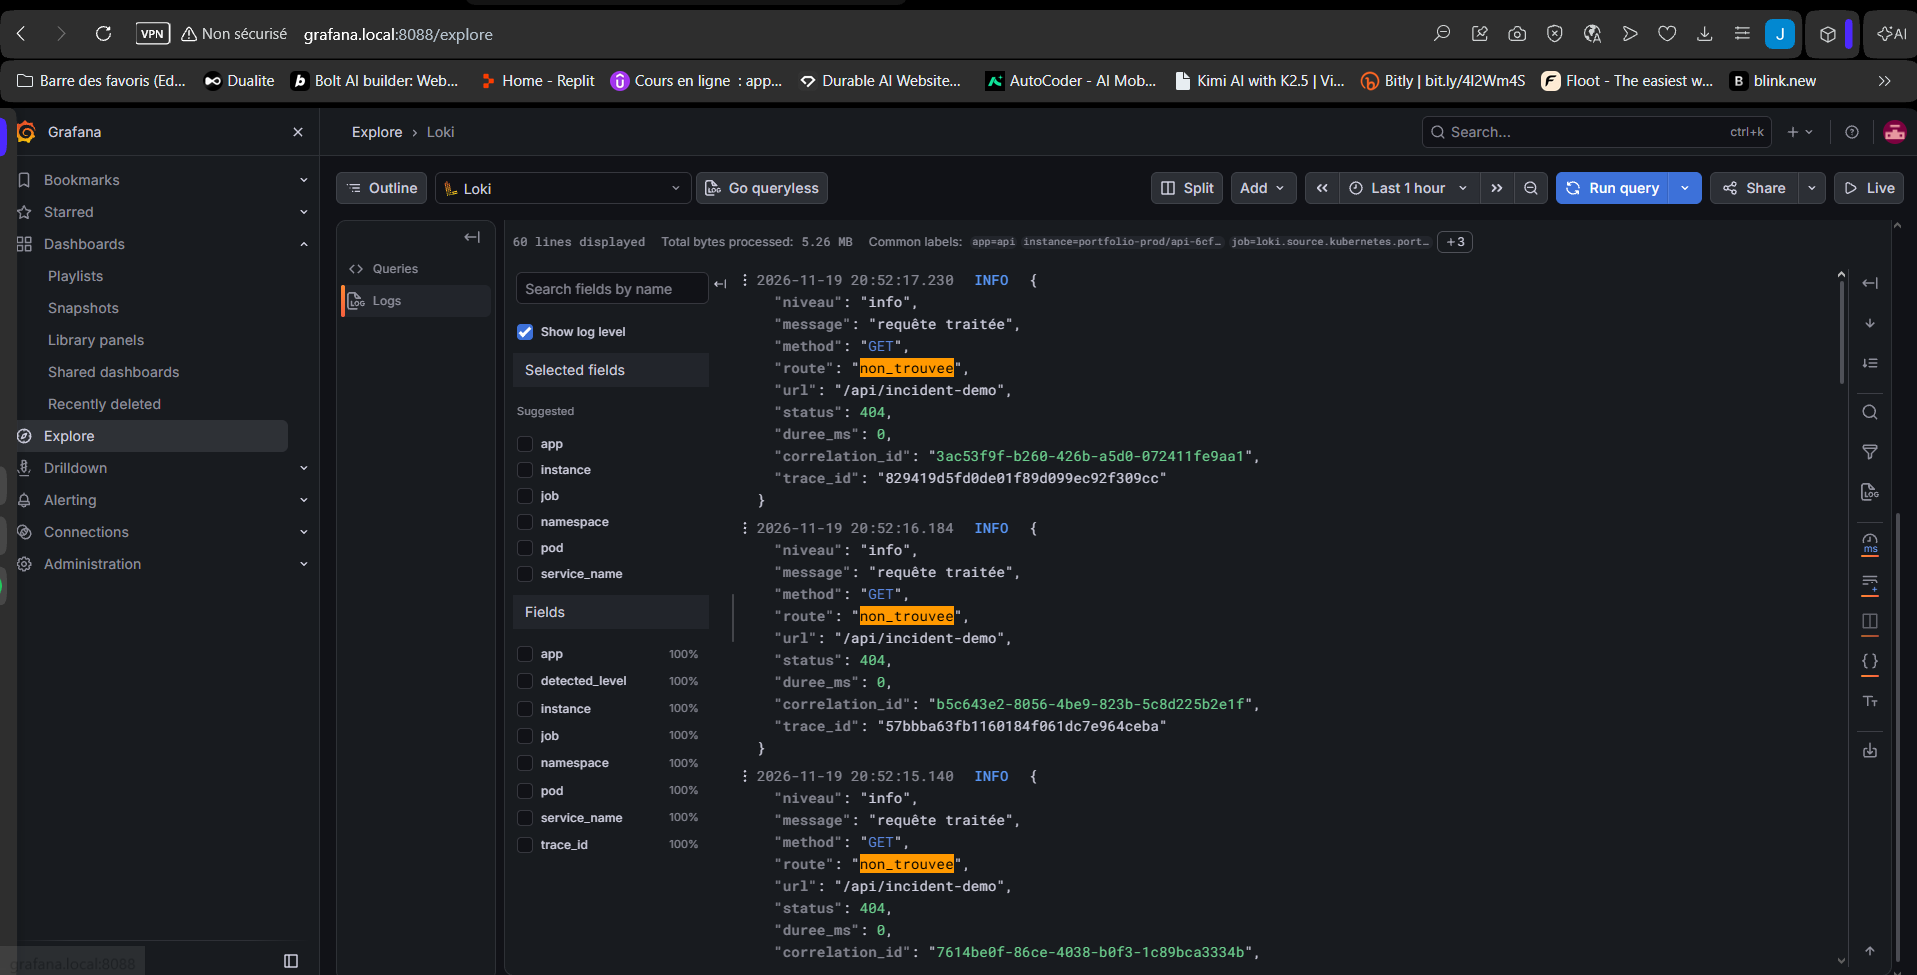 VPN Non sécurisé grafana.local:8088/explore J AI
Barre des favoris (Ed... Dualite Bolt AI builder: Web... Home - Replit Cours en ligne : app... Durable AI Website... AutoCoder - AI Mob... Kimi AI with K2.5 | Vi... Bitly | bit.ly/4l2Wm4S Floot - The easiest w... blink.new
Grafana
Explore › Loki
Search... ctrl+k
Bookmarks
Starred
Dashboards
Playlists
Snapshots
Library panels
Shared dashboards
Recently deleted
Explore
Drilldown
Alerting
Connections
Administration
grafana.local:8088
Outline Loki Go queryless Split Add Last 1 hour Run query Share Live
Queries
Logs
60 lines displayed Total bytes processed: 5.26 MB Common labels: app=api instance=portfolio-prod/api-6cf... job=loki.source.kubernetes.port... +3
Search fields by name
Show log level
Selected fields
Suggested
app
instance
job
namespace
pod
service_name
Fields
app 100%
detected_level 100%
instance 100%
job 100%
namespace 100%
pod 100%
service_name 100%
trace_id 100%
2026-11-19 20:52:17.230 INFO {
"niveau": "info",
"message": "requête traitée",
"method": "GET",
"route": "non_trouvee",
"url": "/api/incident-demo",
"status": 404,
"duree_ms": 0,
"correlation_id": "3ac53f9f-b260-426b-a5d0-072411fe9aa1",
"trace_id": "829419d5fd0de01f89d099ec92f309cc"
}
2026-11-19 20:52:16.184 INFO {
"niveau": "info",
"message": "requête traitée",
"method": "GET",
"route": "non_trouvee",
"url": "/api/incident-demo",
"status": 404,
"duree_ms": 0,
"correlation_id": "b5c643e2-8056-4be9-823b-5c8d225b2e1f",
"trace_id": "57bbba63fb1160184f061dc7e964ceba"
}
2026-11-19 20:52:15.140 INFO {
"niveau": "info",
"message": "requête traitée",
"method": "GET",
"route": "non_trouvee",
"url": "/api/incident-demo",
"status": 404,
"duree_ms": 0,
"correlation_id": "7614be0f-86ce-4038-b0f3-1c89bca3334b",
LOG
ms